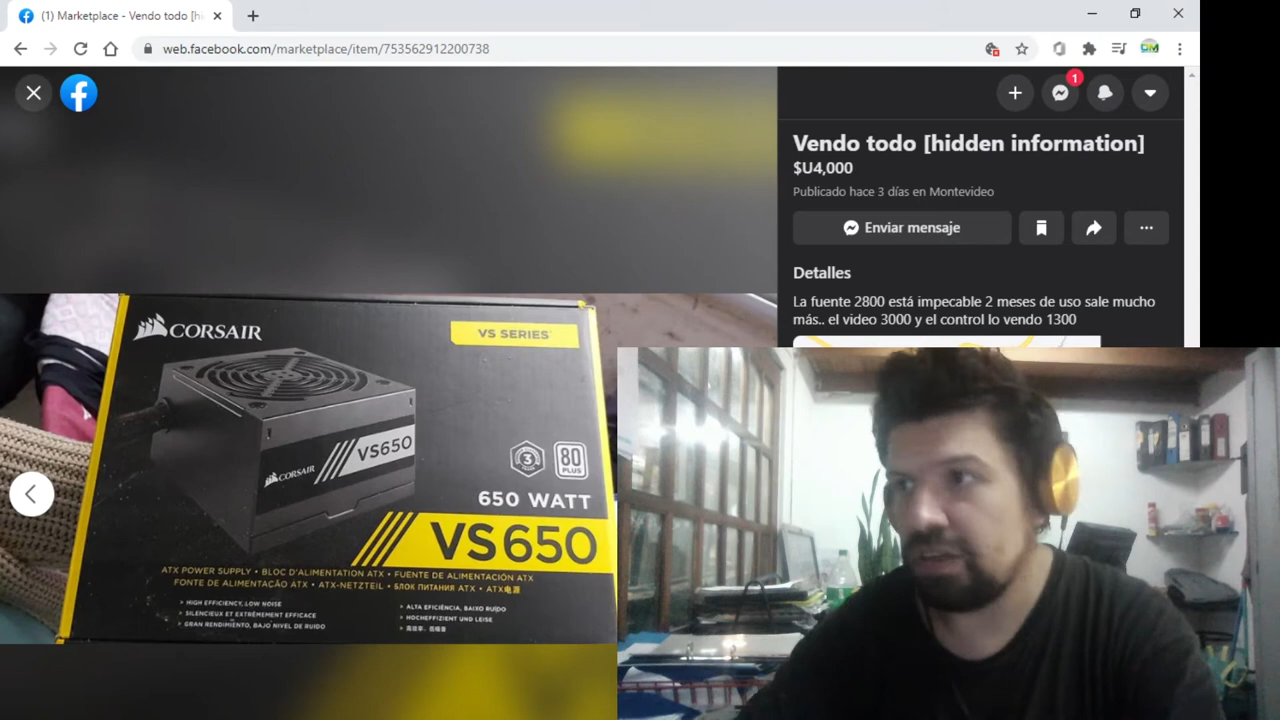 (1) Marketplace - Vendo todo [hi
web.facebook.com/marketplace/item/753562912200738
1
Vendo todo [hidden information]
$U4,000
Publicado hace 3 días en Montevideo
Enviar mensaje
Detalles
La fuente 2800 está impecable 2 meses de uso sale mucho
más.. el video 3000 y el control lo vendo 1300
CORSAIR
VS SERIES
VS650
CORSAIR
3
80
PLUS
650 WATT
VS650
ATX POWER SUPPLY • BLOC D'ALIMENTATION ATX • FUENTE DE ALIMENTACIÓN ATX
FONTE DE ALIMENTAÇÃO ATX • ATX-NETZTEIL • БЛОК ПИТАНИЯ ATX • ATX电源
> HIGH EFFICIENCY, LOW NOISE
> SILENCIEUX ET EXTRÊMEMENT EFFICACE
> GRAN RENDIMIENTO, BAJO NIVEL DE RUIDO
> ALTA EFICIÊNCIA, BAIXO RUÍDO
> HOCHEFFIZIENT UND LEISE